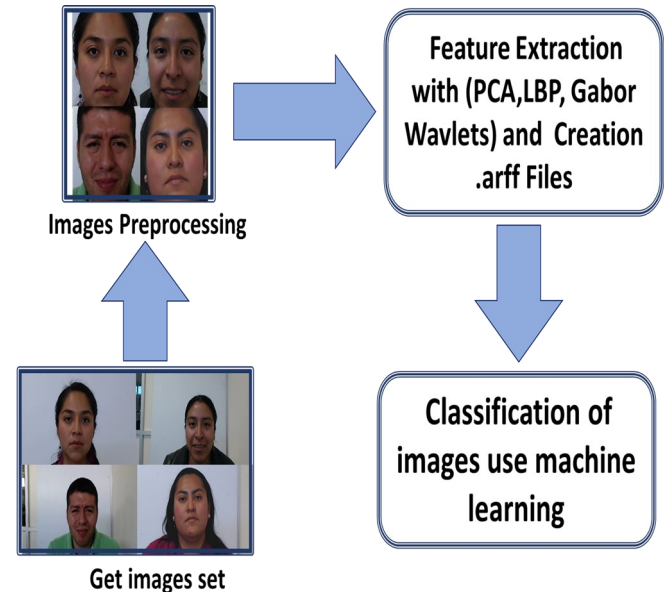 Images Preprocessing
Feature Extraction
with (PCA,LBP, Gabor
Wavlets) and Creation
.arff Files
Get images set
Classification of
images use machine
learning